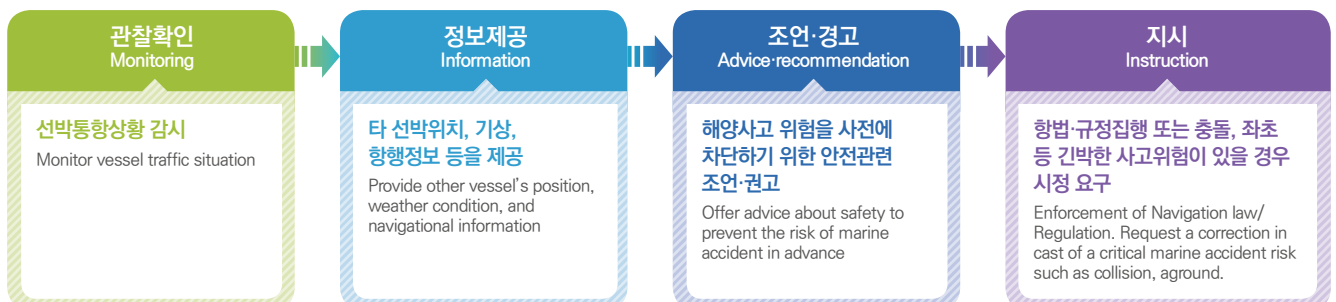 관찰확인
Monitoring
선박통항상황 감시
Monitor vessel traffic situation
정보제공
Information
타 선박위치, 기상,
항행정보 등을 제공
Provide other vessel's position,
weather condition, and
navigational information
조언·경고
Advice·recommendation
해양사고 위험을 사전에
차단하기 위한 안전관련
조언·권고
Offer advice about safety to
prevent the risk of marine
accident in advance
지시
Instruction
항법·규정집행 또는 충돌, 좌초
등 긴박한 사고위험이 있을 경우
시정 요구
Enforcement of Navigation law/
Regulation. Request a correction in
cast of a critical marine accident risk
such as collision, aground.